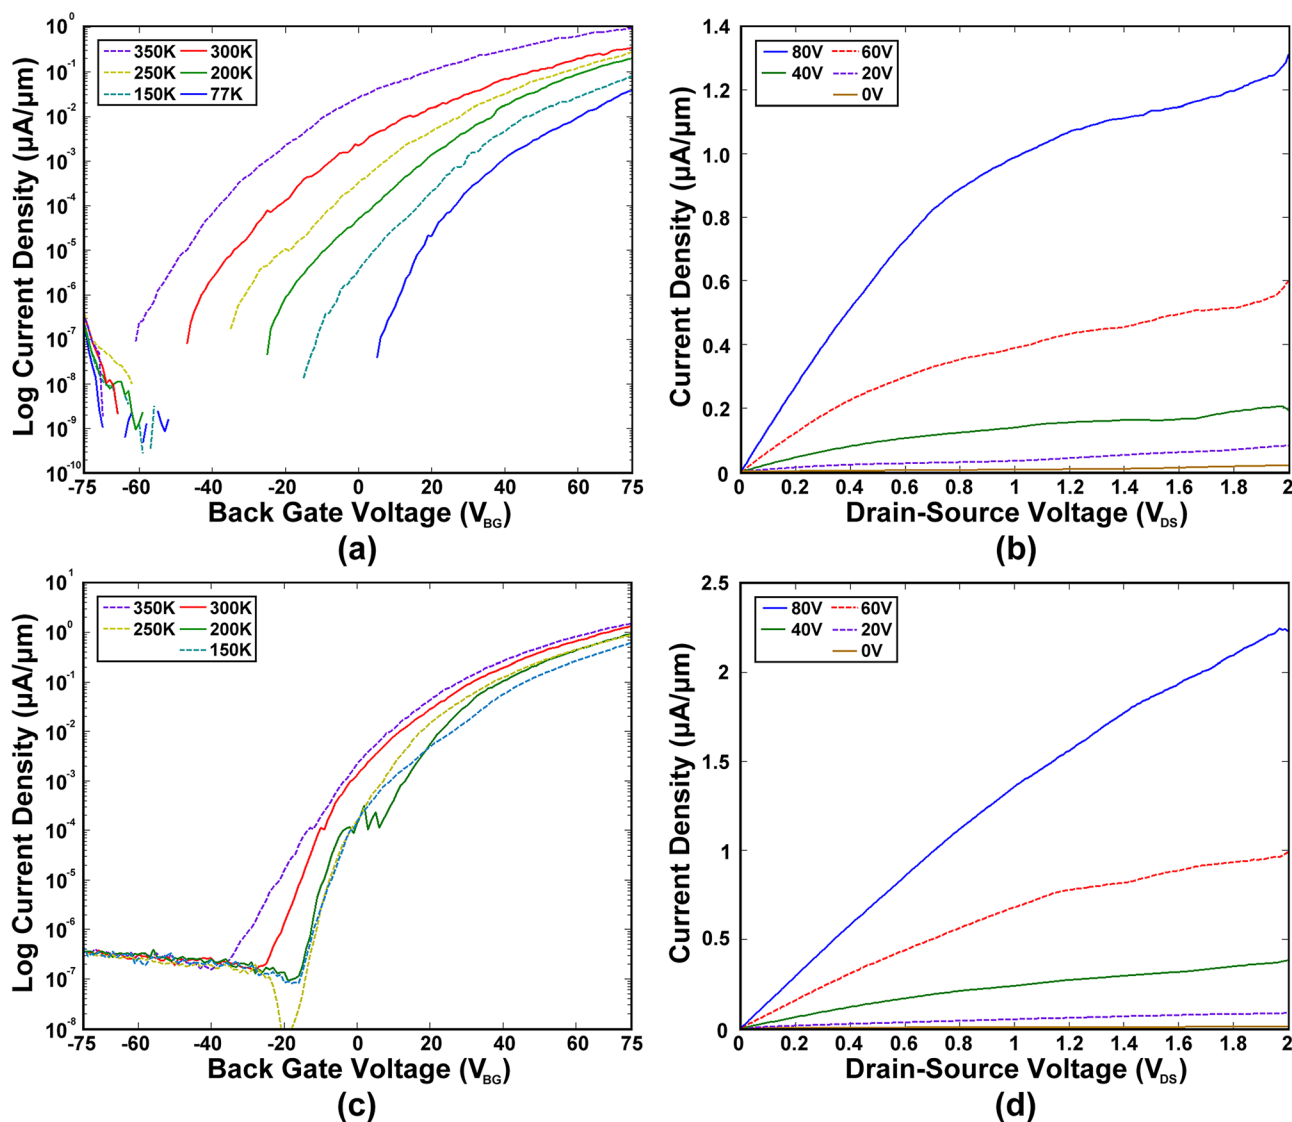 Log Current Density (μA/μm)
10⁰
10⁻¹
10⁻²
10⁻³
10⁻⁴
10⁻⁵
10⁻⁶
10⁻⁷
10⁻⁸
10⁻⁹
10⁻¹⁰
350K 300K
250K 200K
150K 77K
-75 -60 -40 -20 0 20 40 60 75
Back Gate Voltage (V_BG)
(a)
Current Density (μA/μm)
1.4
1.2
1.0
0.8
0.6
0.4
0.2
0
80V 60V
40V 20V
0V
0 0.2 0.4 0.6 0.8 1 1.2 1.4 1.6 1.8 2
Drain-Source Voltage (V_DS)
(b)
Log Current Density (μA/μm)
10¹
10⁰
10⁻¹
10⁻²
10⁻³
10⁻⁴
10⁻⁵
10⁻⁶
10⁻⁷
10⁻⁸
350K 300K
250K 200K
150K
-75 -60 -40 -20 0 20 40 60 75
Back Gate Voltage (V_BG)
(c)
Current Density (μA/μm)
2.5
2
1.5
1
0.5
0
80V 60V
40V 20V
0V
0 0.2 0.4 0.6 0.8 1 1.2 1.4 1.6 1.8 2
Drain-Source Voltage (V_DS)
(d)